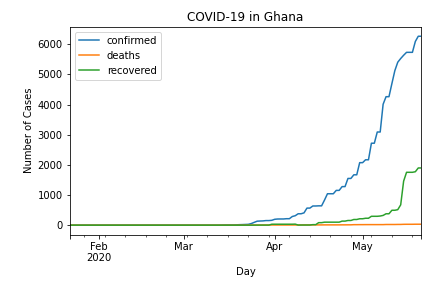 COVID-19 in Ghana
confirmed
deaths
recovered
Number of Cases
6000
5000
4000
3000
2000
1000
0
Feb Mar Apr May
2020
Day